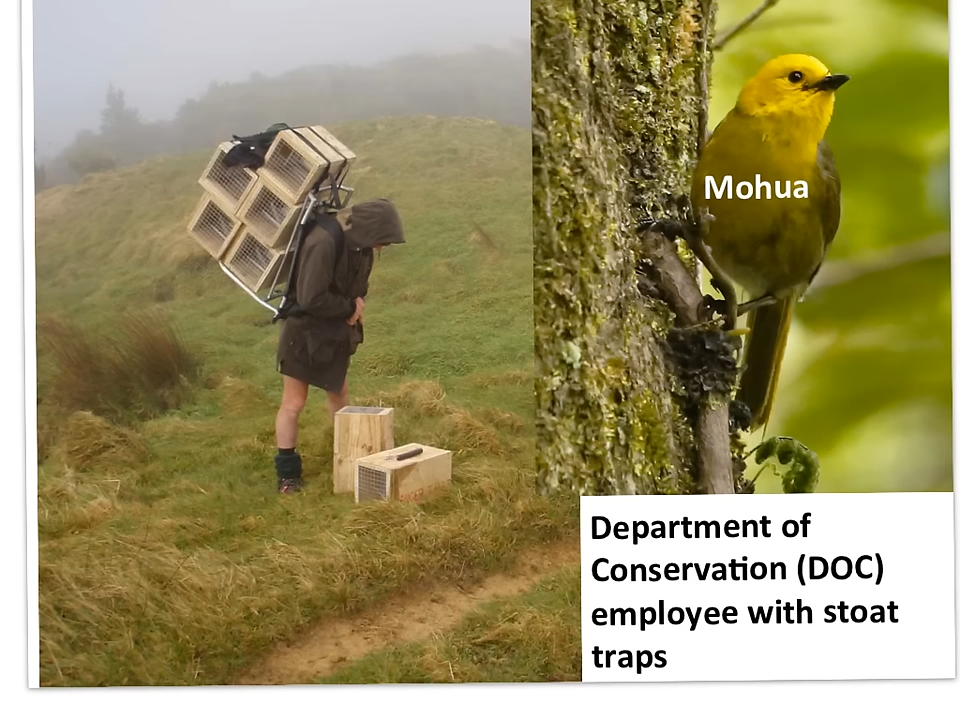 Mohua
Department of
Conservation (DOC)
employee with stoat
traps